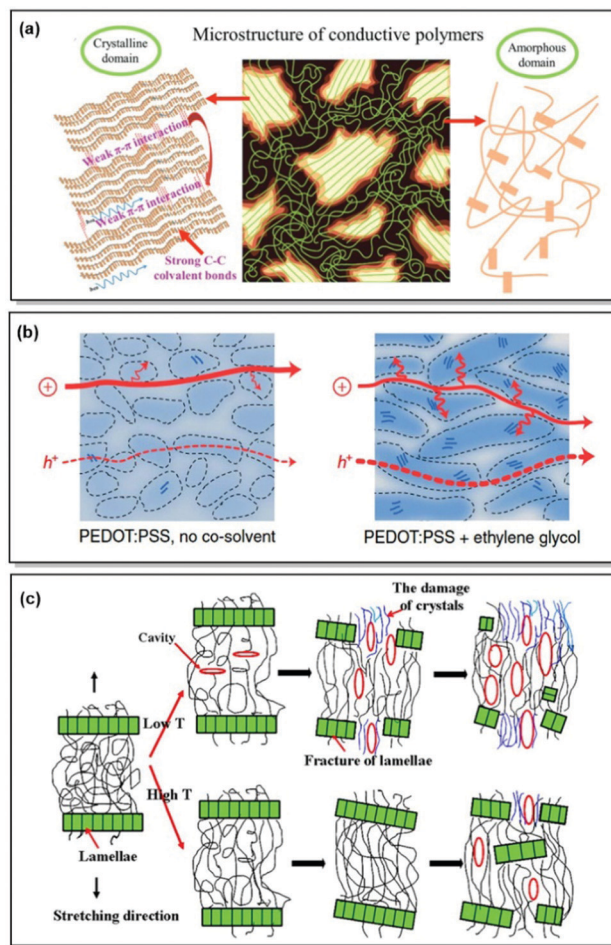 (a)
Crystalline
domain
Microstructure of conductive polymers
Amorphous
domain
Weak π-π interaction
Weak π-π interaction
Strong C-C
colvalent bonds
(b)
+
h+
PEDOT:PSS, no co-solvent
+
h+
PEDOT:PSS + ethylene glycol
(c)
The damage
of crystals
Cavity
Low T
Fracture of lamellae
High T
Lamellae
Stretching direction